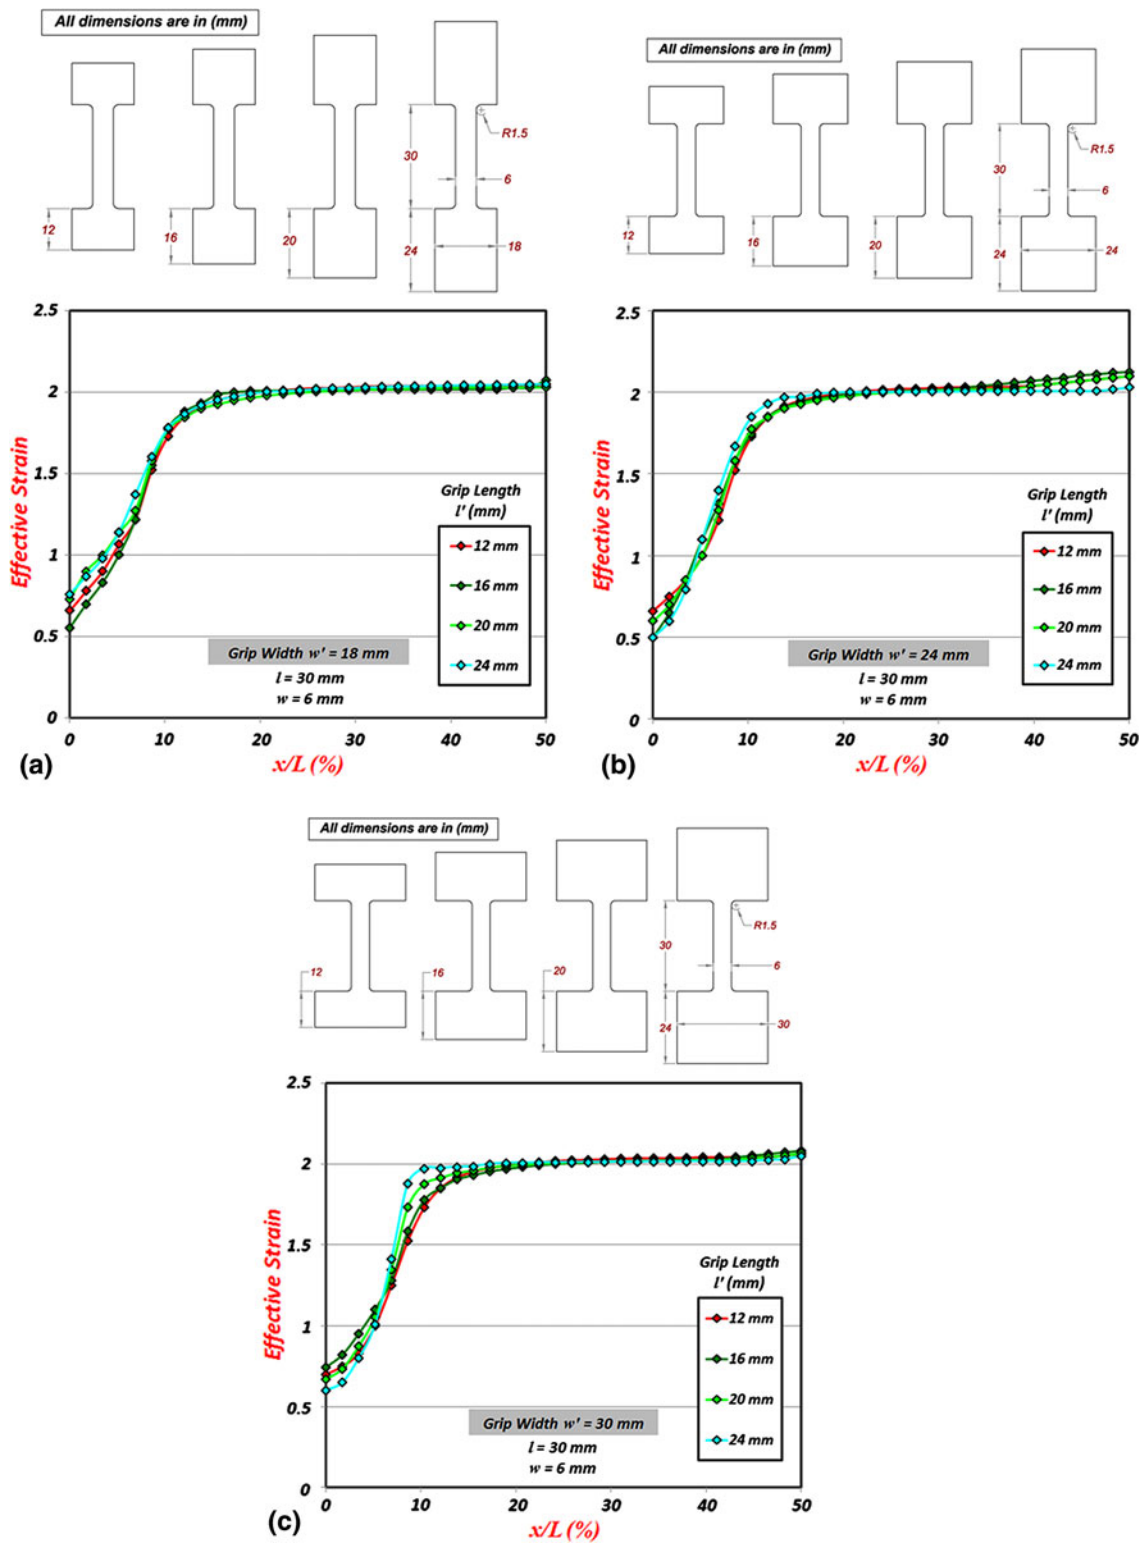 All dimensions are in (mm)
R1.5
30
6
12
16
20
24
18
2.5
2
1.5
1
0.5
0
Effective Strain
Grip Length
l' (mm)
12 mm
16 mm
20 mm
24 mm
Grip Width w' = 18 mm
l = 30 mm
w = 6 mm
0 10 20 30 40 50
x/L (%)
(a)
All dimensions are in (mm)
R1.5
30
6
12
16
20
24
24
2.5
2
1.5
1
0.5
0
Effective Strain
Grip Length
l' (mm)
12 mm
16 mm
20 mm
24 mm
Grip Width w' = 24 mm
l = 30 mm
w = 6 mm
0 10 20 30 40 50
x/L (%)
(b)
All dimensions are in (mm)
R1.5
30
6
12
16
20
24
30
2.5
2
1.5
1
0.5
0
Effective Strain
Grip Length
l' (mm)
12 mm
16 mm
20 mm
24 mm
Grip Width w' = 30 mm
l = 30 mm
w = 6 mm
0 10 20 30 40 50
x/L (%)
(c)